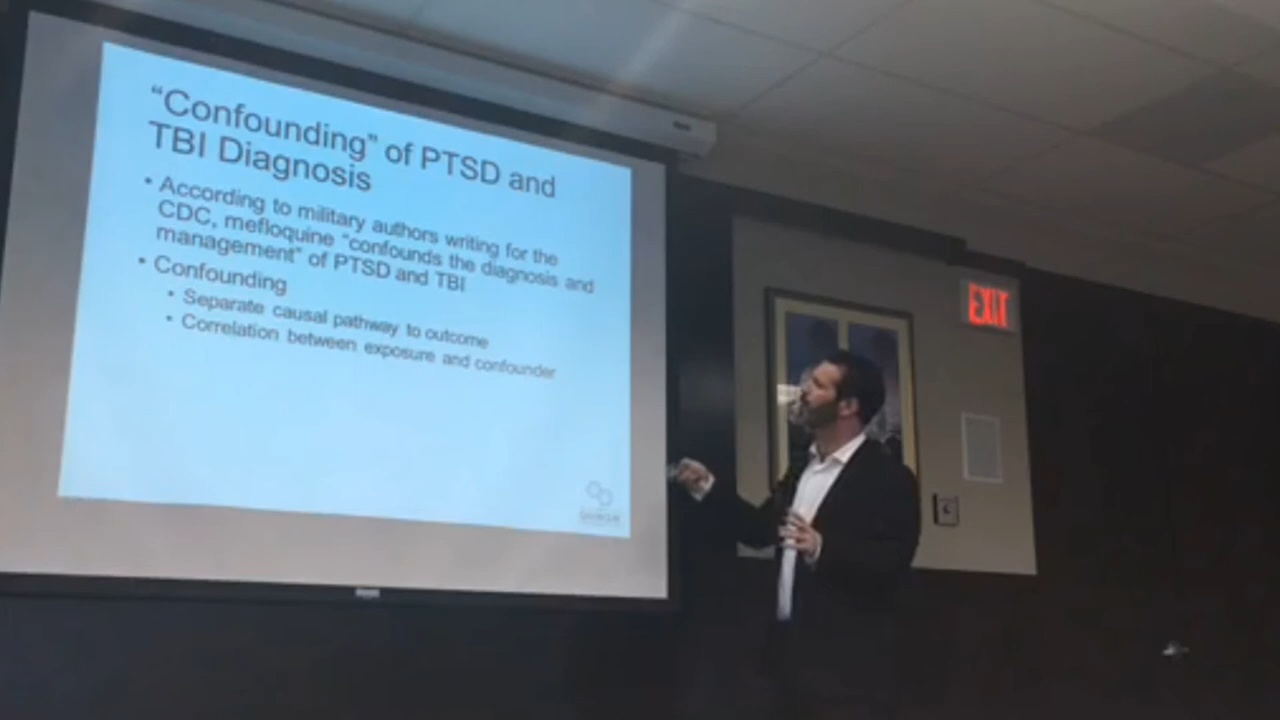 “Confounding” of PTSD and
TBI Diagnosis
• According to military authors writing for the
CDC, mefloquine “confounds the diagnosis and
management” of PTSD and TBI
• Confounding
• Separate causal pathway to outcome
• Correlation between exposure and confounder
EXIT